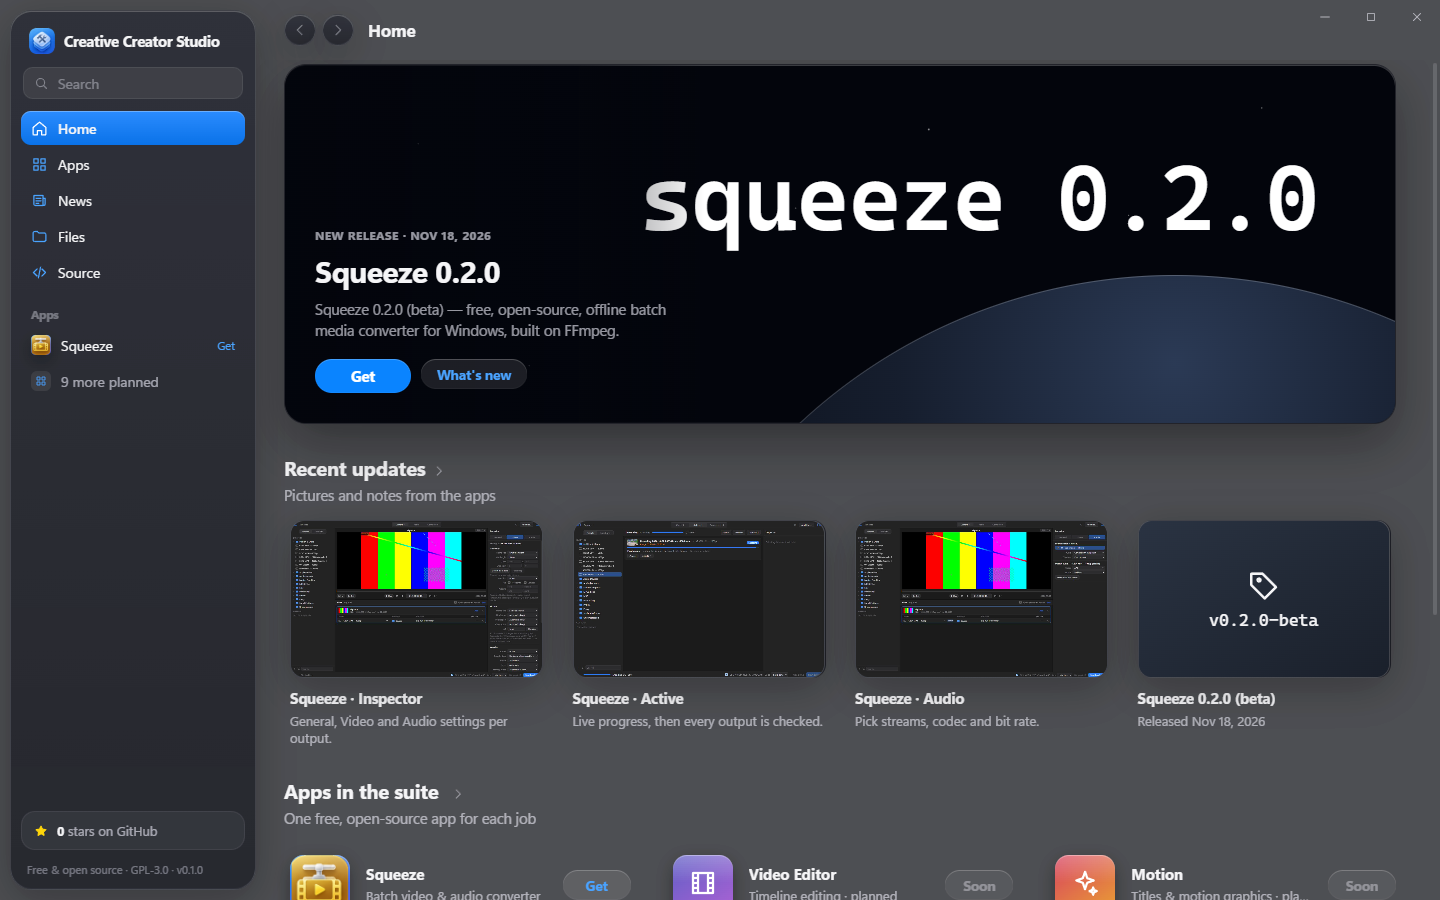 Creative Creator Studio
Search
Home
Apps
News
Files
Source
Apps
Squeeze
Get
9 more planned
0 stars on GitHub
Free & open source · GPL-3.0 · v0.1.0
Home
squeeze 0.2.0
NEW RELEASE · NOV 18, 2026
Squeeze 0.2.0
Squeeze 0.2.0 (beta) — free, open-source, offline batch
media converter for Windows, built on FFmpeg.
Get
What's new
Recent updates
Pictures and notes from the apps
v0.2.0-beta
Squeeze · Inspector
General, Video and Audio settings per
output.
Squeeze · Active
Live progress, then every output is checked.
Squeeze · Audio
Pick streams, codec and bit rate.
Squeeze 0.2.0 (beta)
Released Nov 18, 2026
Apps in the suite
One free, open-source app for each job
Squeeze
Batch video & audio converter
Get
Video Editor
Timeline editing · planned
Soon
Motion
Titles & motion graphics · pla...
Soon